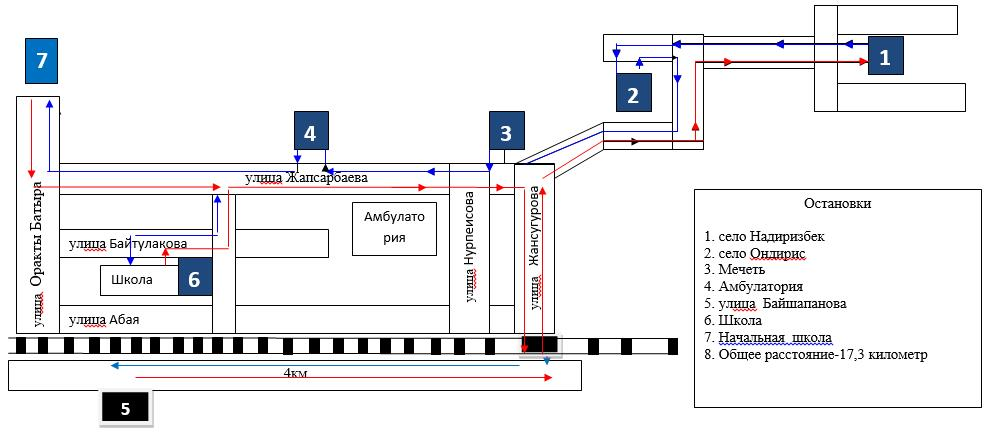 1
7
2
4
3
улица Жапсарбаева
улица Оракты Батыра
Амбулато
рия
улица Нурпеисова
улица Жансугурова
улица Байтулакова
Школа
6
улица Абая
4км
5
Остановки
1. село Надиризбек
2. село Ондирис
3. Мечеть
4. Амбулатория
5. улица Байшапанова
6. Школа
7. Начальная школа
8. Общее расстояние-17,3 километр